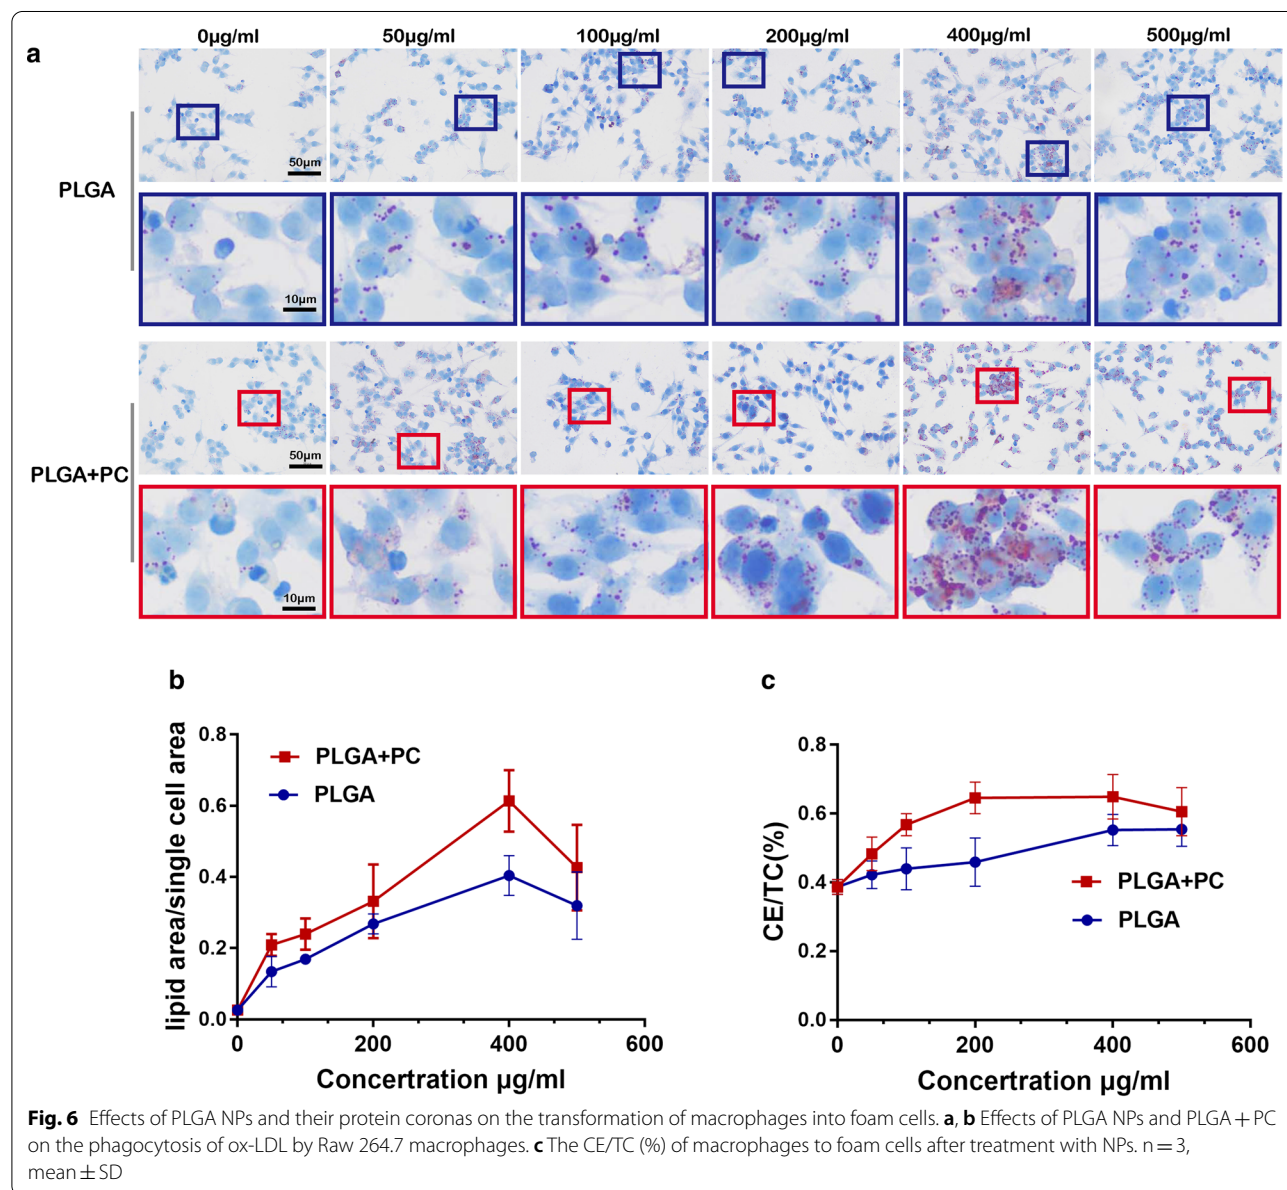 a
0µg/ml 50µg/ml 100µg/ml 200µg/ml 400µg/ml 500µg/ml
50µm
PLGA
10µm
50µm
PLGA+PC
10µm
b
lipid area/single cell area
0.8
0.6
0.4
0.2
0.0
0 200 400 600
PLGA+PC
PLGA
Concertration µg/ml
c
CE/TC(%)
0.8
0.6
0.4
0.2
0.0
0 200 400 600
PLGA+PC
PLGA
Concertration µg/ml
Fig. 6 Effects of PLGA NPs and their protein coronas on the transformation of macrophages into foam cells. a, b Effects of PLGA NPs and PLGA + PC
on the phagocytosis of ox-LDL by Raw 264.7 macrophages. c The CE/TC (%) of macrophages to foam cells after treatment with NPs. n = 3,
mean ± SD